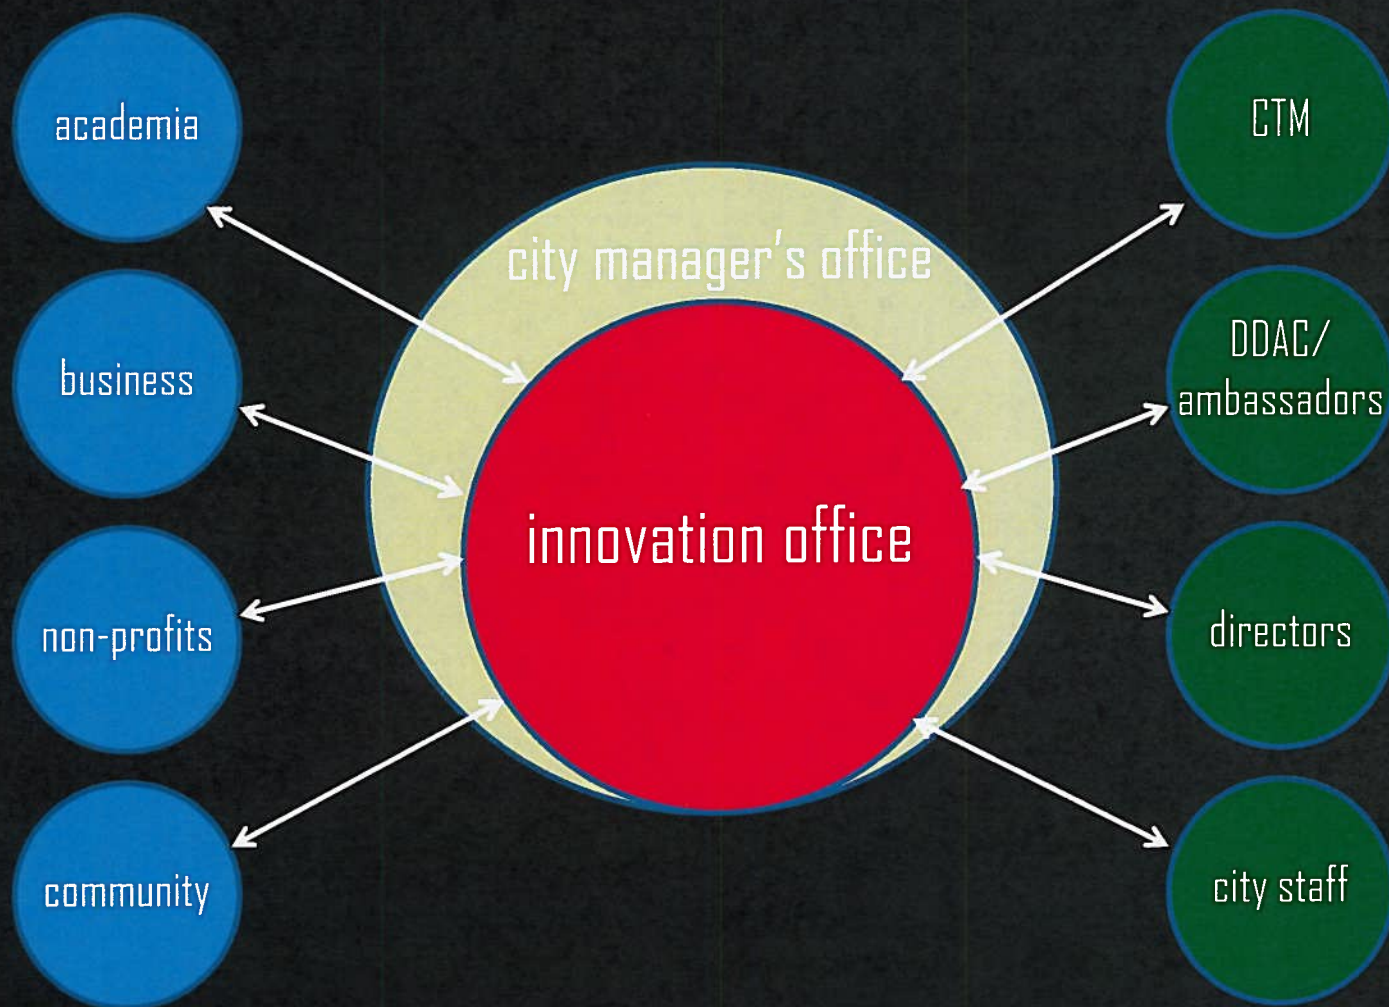 academia
business
non-profits
community
city manager's office
innovation office
CTM
DDAC/
ambassadors
directors
city staff